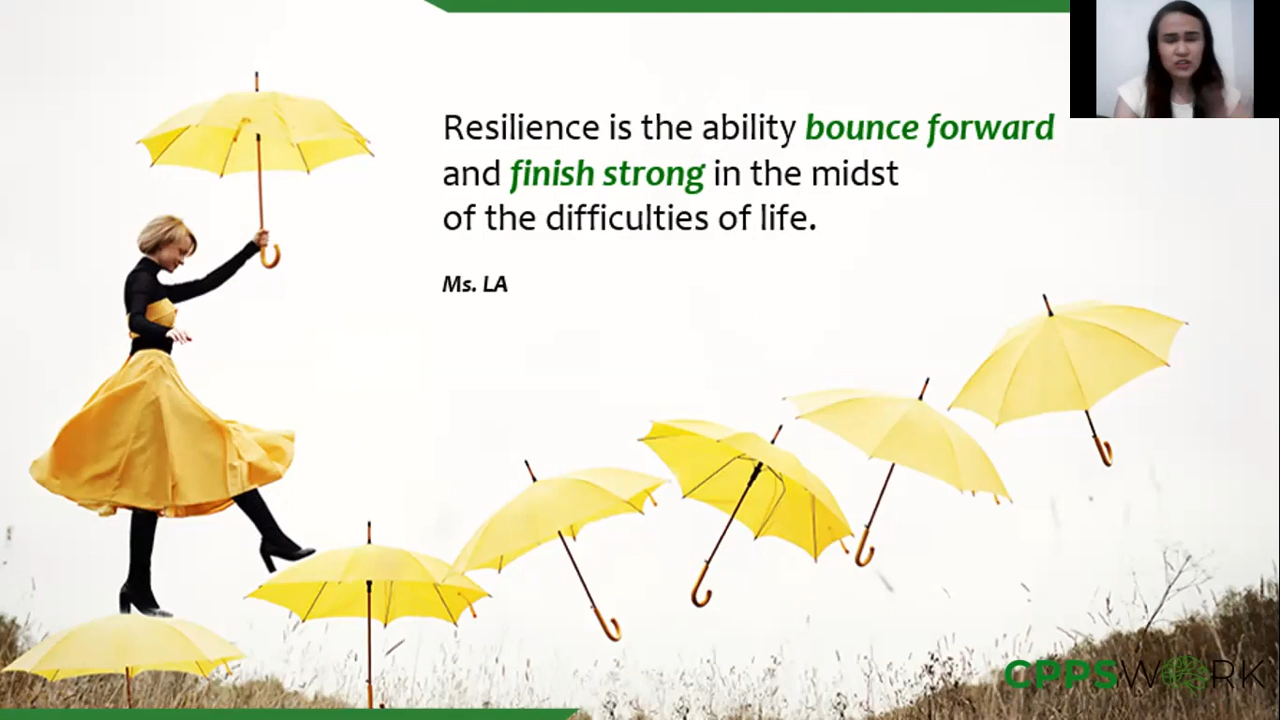 Resilience is the ability bounce forward
and finish strong in the midst
of the difficulties of life.
Ms. LA
CPPSWORK